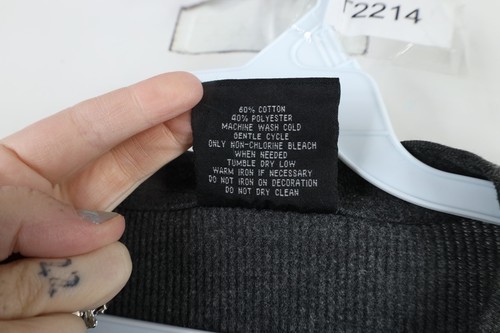 2214
60% COTTON
40% POLYESTER
MACHINE WASH COLD
GENTLE CYCLE
ONLY NON-CHLORINE BLEACH
WHEN NEEDED
TUMBLE DRY LOW
WARM IRON IF NECESSARY
DO NOT IRON ON DECORATION
DO NOT DRY CLEAN